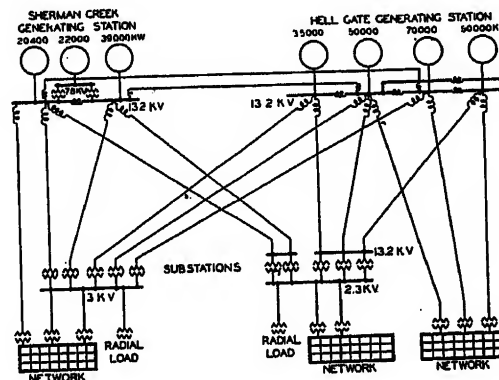 SHERMAN CREEK
GENERATING STATION
20400 22000 39000KW
HELL GATE GENERATING STATION
35000 50000 70000 50000K
13.2 KV
13.2 KV
SUBSTATIONS
13.2 KV
3 KV
2.3KV.
RADIAL
LOAD
RADIAL
LOAD
NETWORK
NETWORK
NETWORK